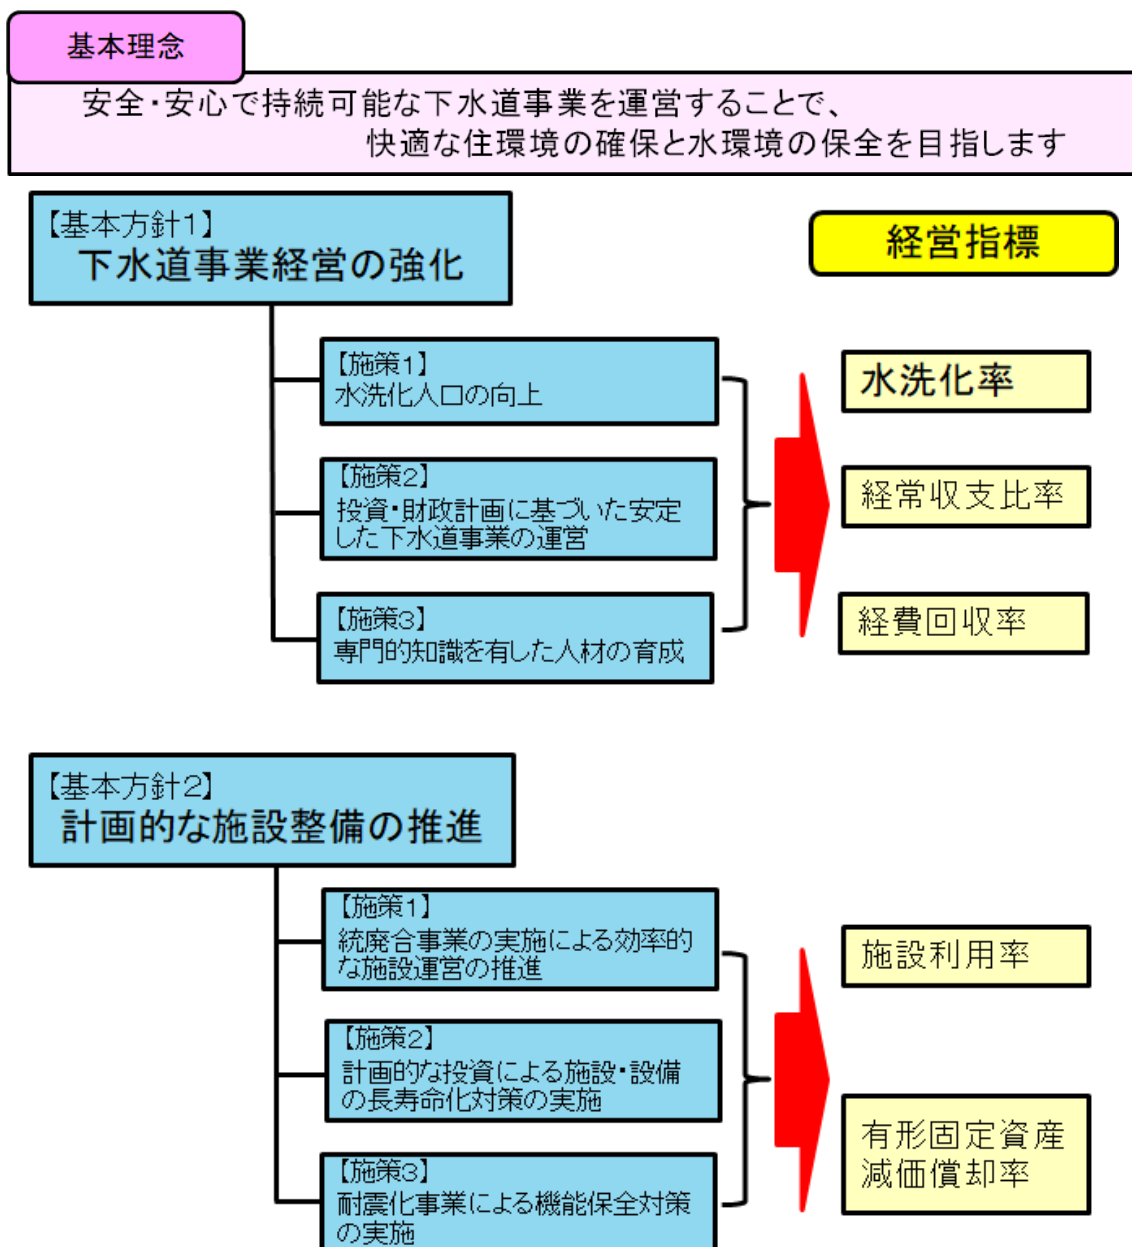 基本理念
安全・安心で持続可能な下水道事業を運営することで、
快適な住環境の確保と水環境の保全を目指します
【基本方針1】
下水道事業経営の強化
経営指標
【施策1】
水洗化人口の向上
【施策2】
投資・財政計画に基づいた安定
した下水道事業の運営
【施策3】
専門的知識を有した人材の育成
水洗化率
経常収支比率
経費回収率
【基本方針2】
計画的な施設整備の推進
【施策1】
統廃合事業の実施による効率的
な施設運営の推進
【施策2】
計画的な投資による施設・設備
の長寿命化対策の実施
【施策3】
耐震化事業による機能保全対策
の実施
施設利用率
有形固定資産
減価償却率